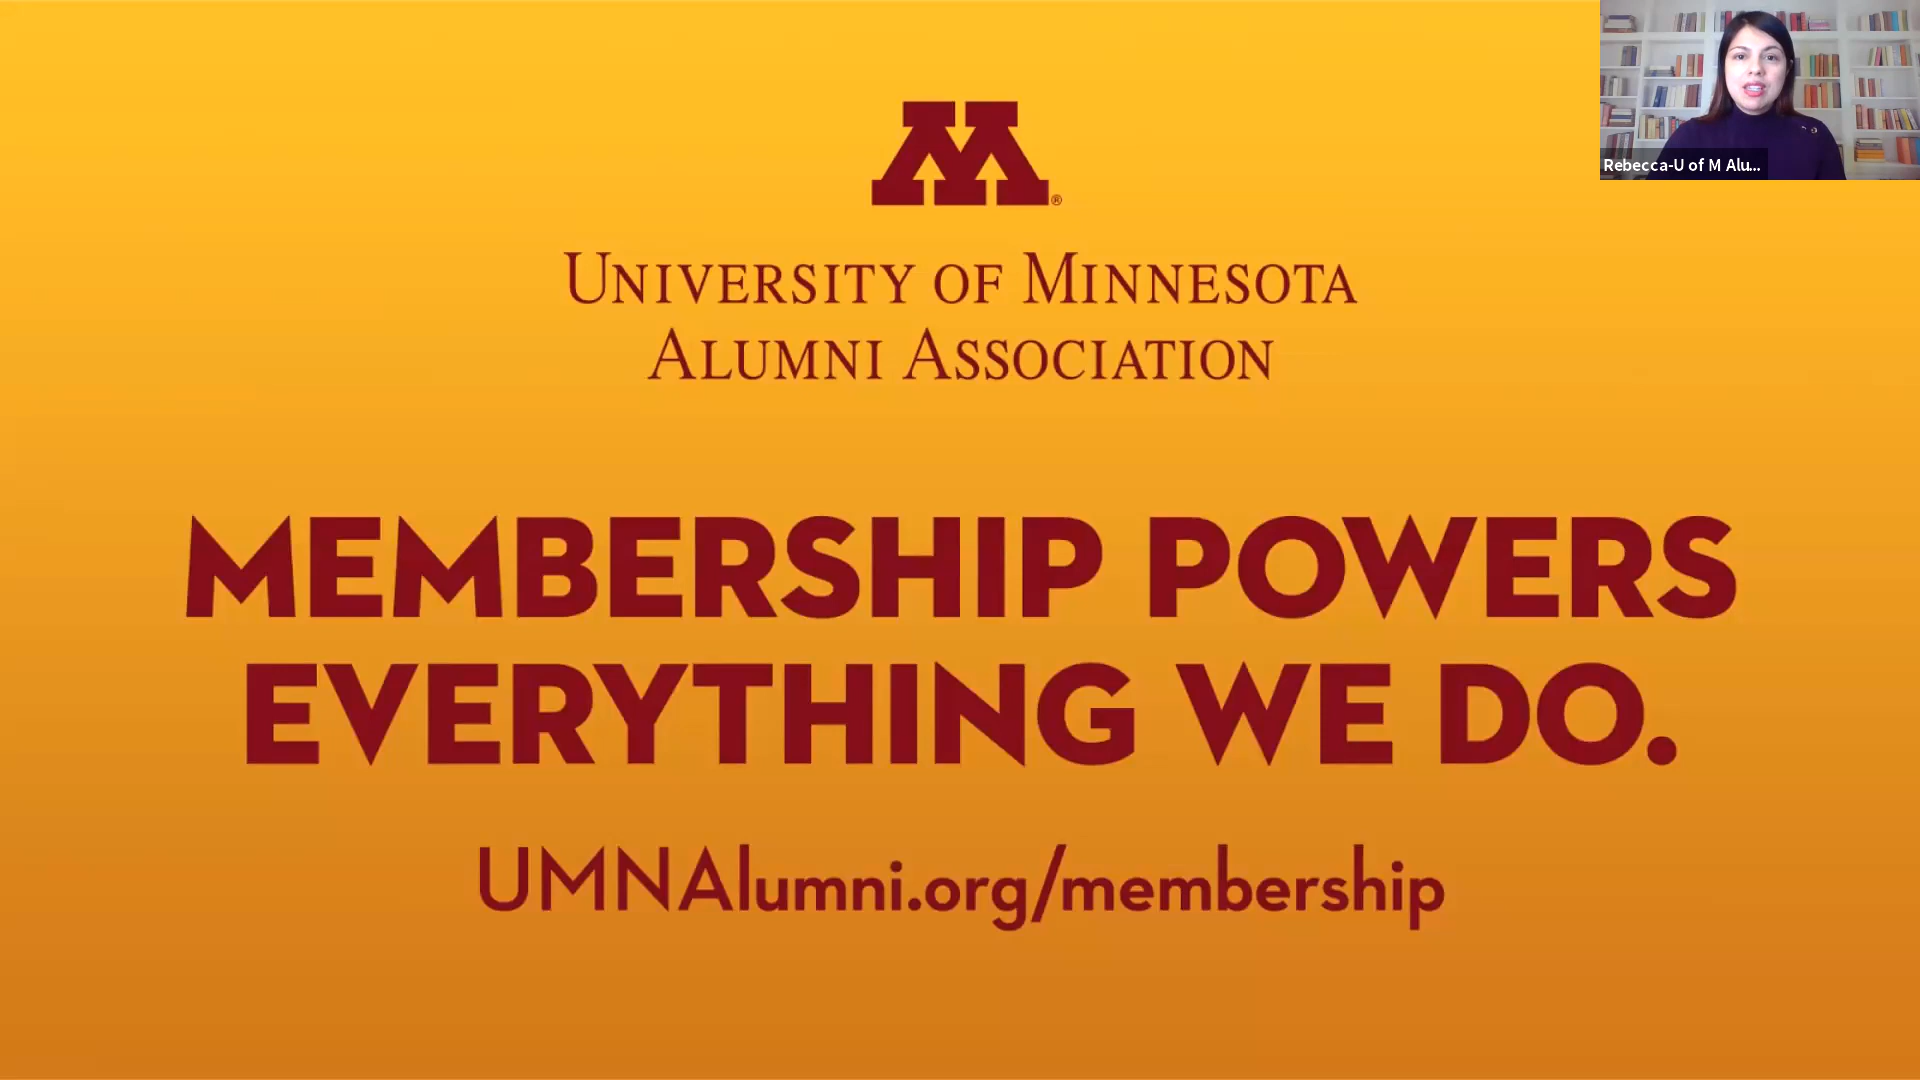 M®
UNIVERSITY OF MINNESOTA
ALUMNI ASSOCIATION
MEMBERSHIP POWERS
EVERYTHING WE DO.
UMNAlumni.org/membership
Rebecca-U of M Alu...